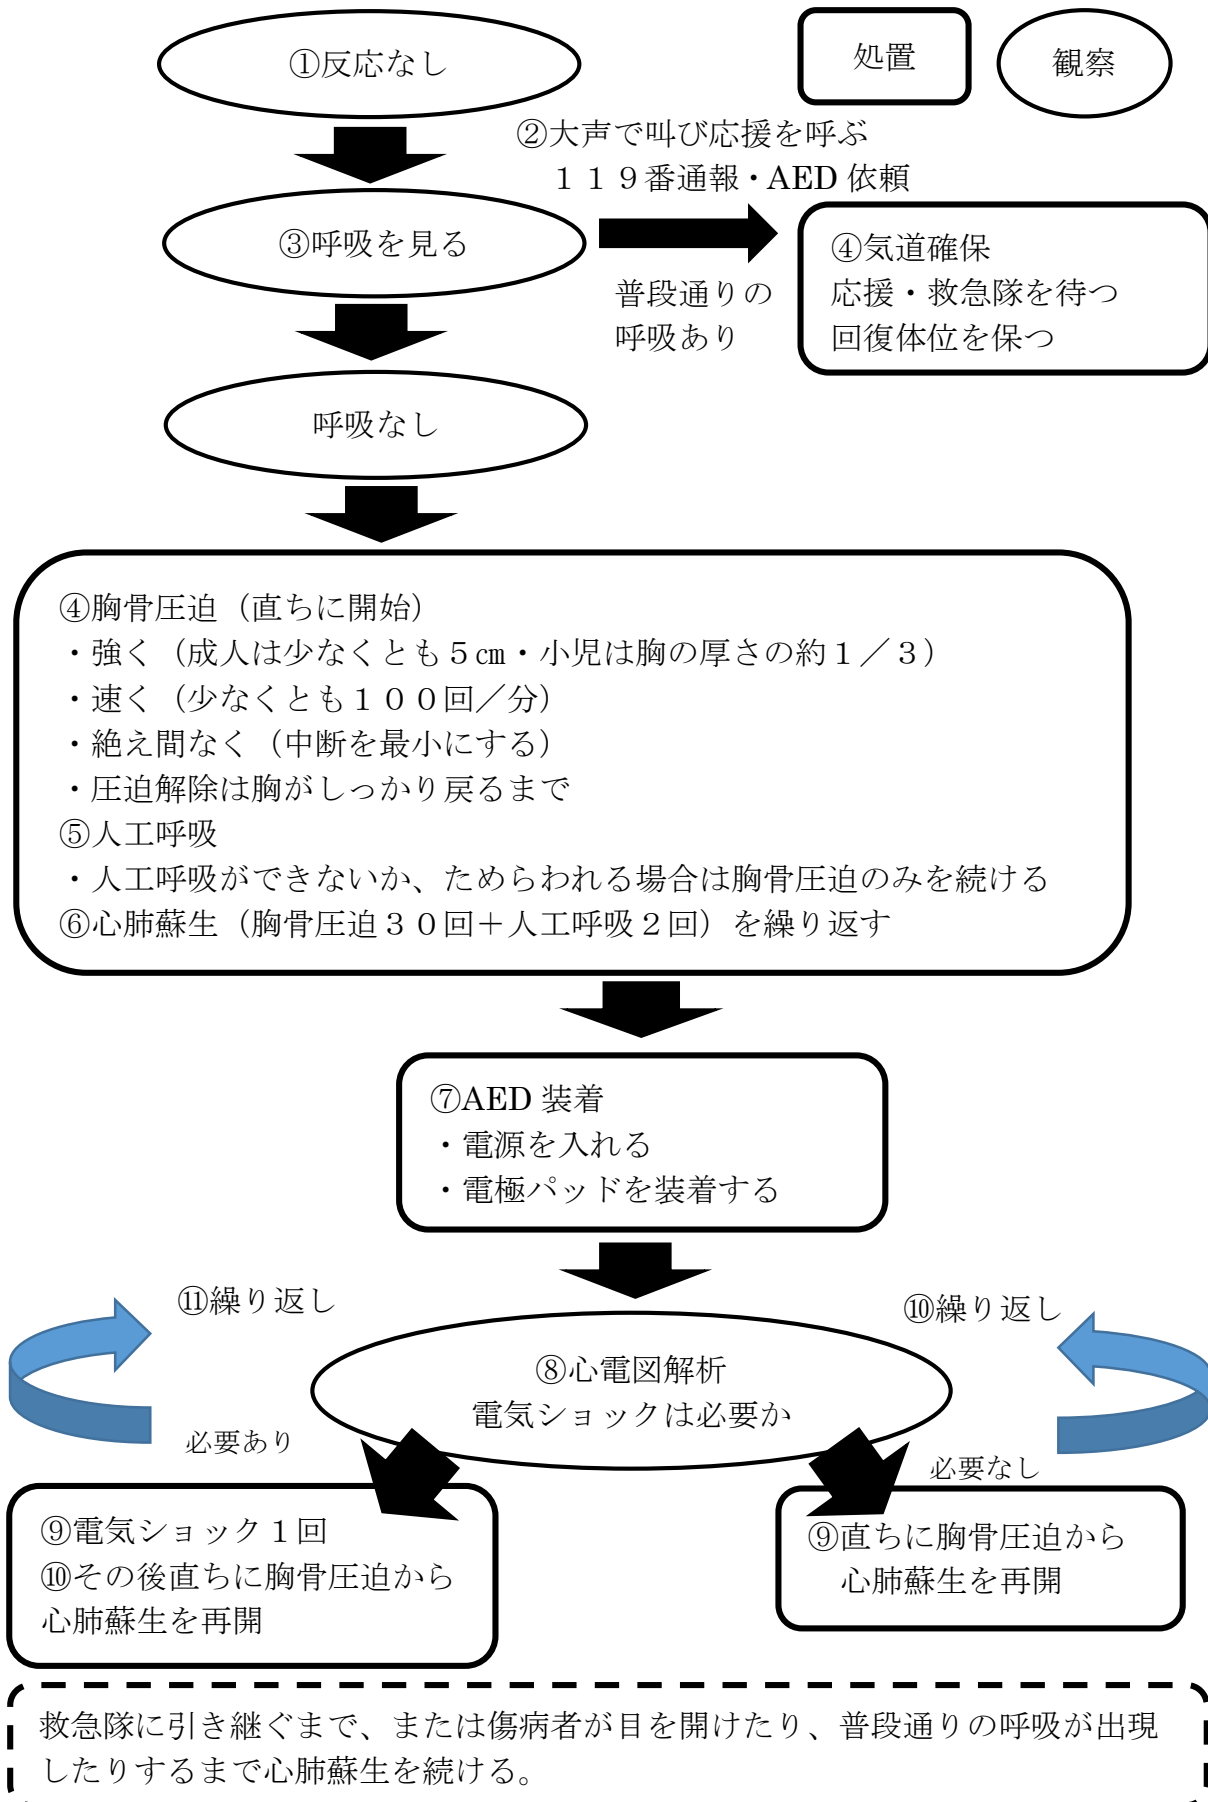 ①反応なし
処置
観察
②大声で叫び応援を呼ぶ
１１９番通報・AED 依頼
③呼吸を見る
普段通りの
呼吸あり
④気道確保
応援・救急隊を待つ
回復体位を保つ
呼吸なし
④胸骨圧迫（直ちに開始）
・強く（成人は少なくとも５㎝・小児は胸の厚さの約１／３）
・速く（少なくとも１００回／分）
・絶え間なく（中断を最小にする）
・圧迫解除は胸がしっかり戻るまで
⑤人工呼吸
・人工呼吸ができないか、ためらわれる場合は胸骨圧迫のみを続ける
⑥心肺蘇生（胸骨圧迫３０回＋人工呼吸２回）を繰り返す
⑦AED 装着
・電源を入れる
・電極パッドを装着する
⑪繰り返し
⑩繰り返し
⑧心電図解析
電気ショックは必要か
必要あり
必要なし
⑨電気ショック１回
⑩その後直ちに胸骨圧迫から
心肺蘇生を再開
⑨直ちに胸骨圧迫から
心肺蘇生を再開
救急隊に引き継ぐまで、または傷病者が目を開けたり、普段通りの呼吸が出現
したりするまで心肺蘇生を続ける。